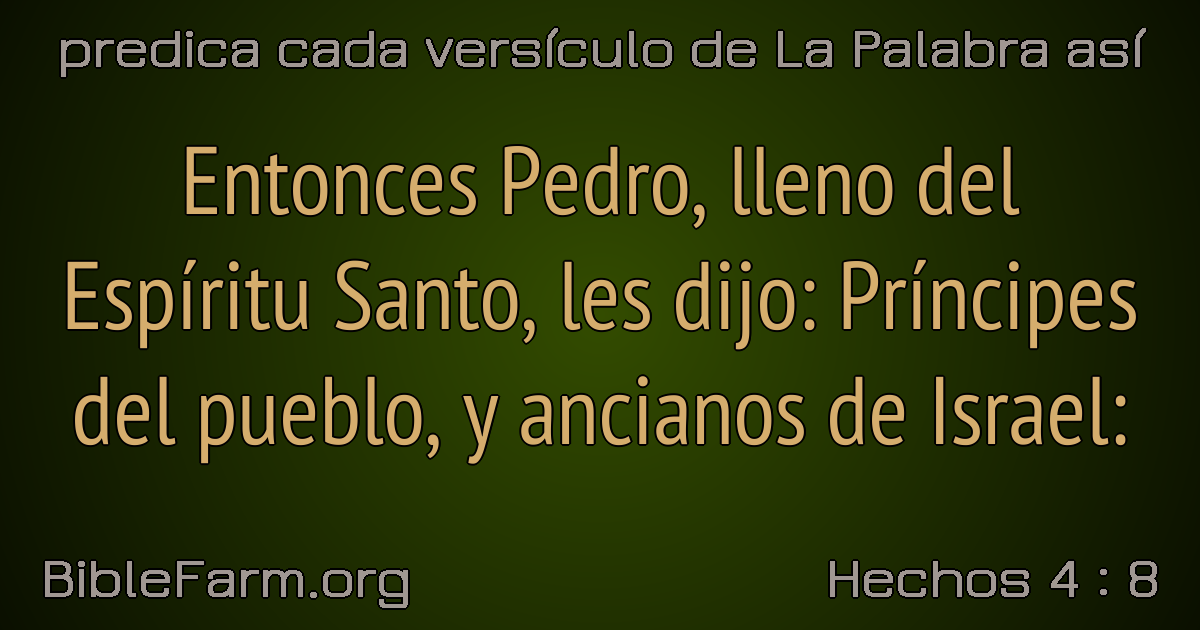 predica cada versículo de La Palabra así
Entonces Pedro, lleno del
Espíritu Santo, les dijo: Príncipes
del pueblo, y ancianos de Israel:
BibleFarm.org
Hechos 4 : 8